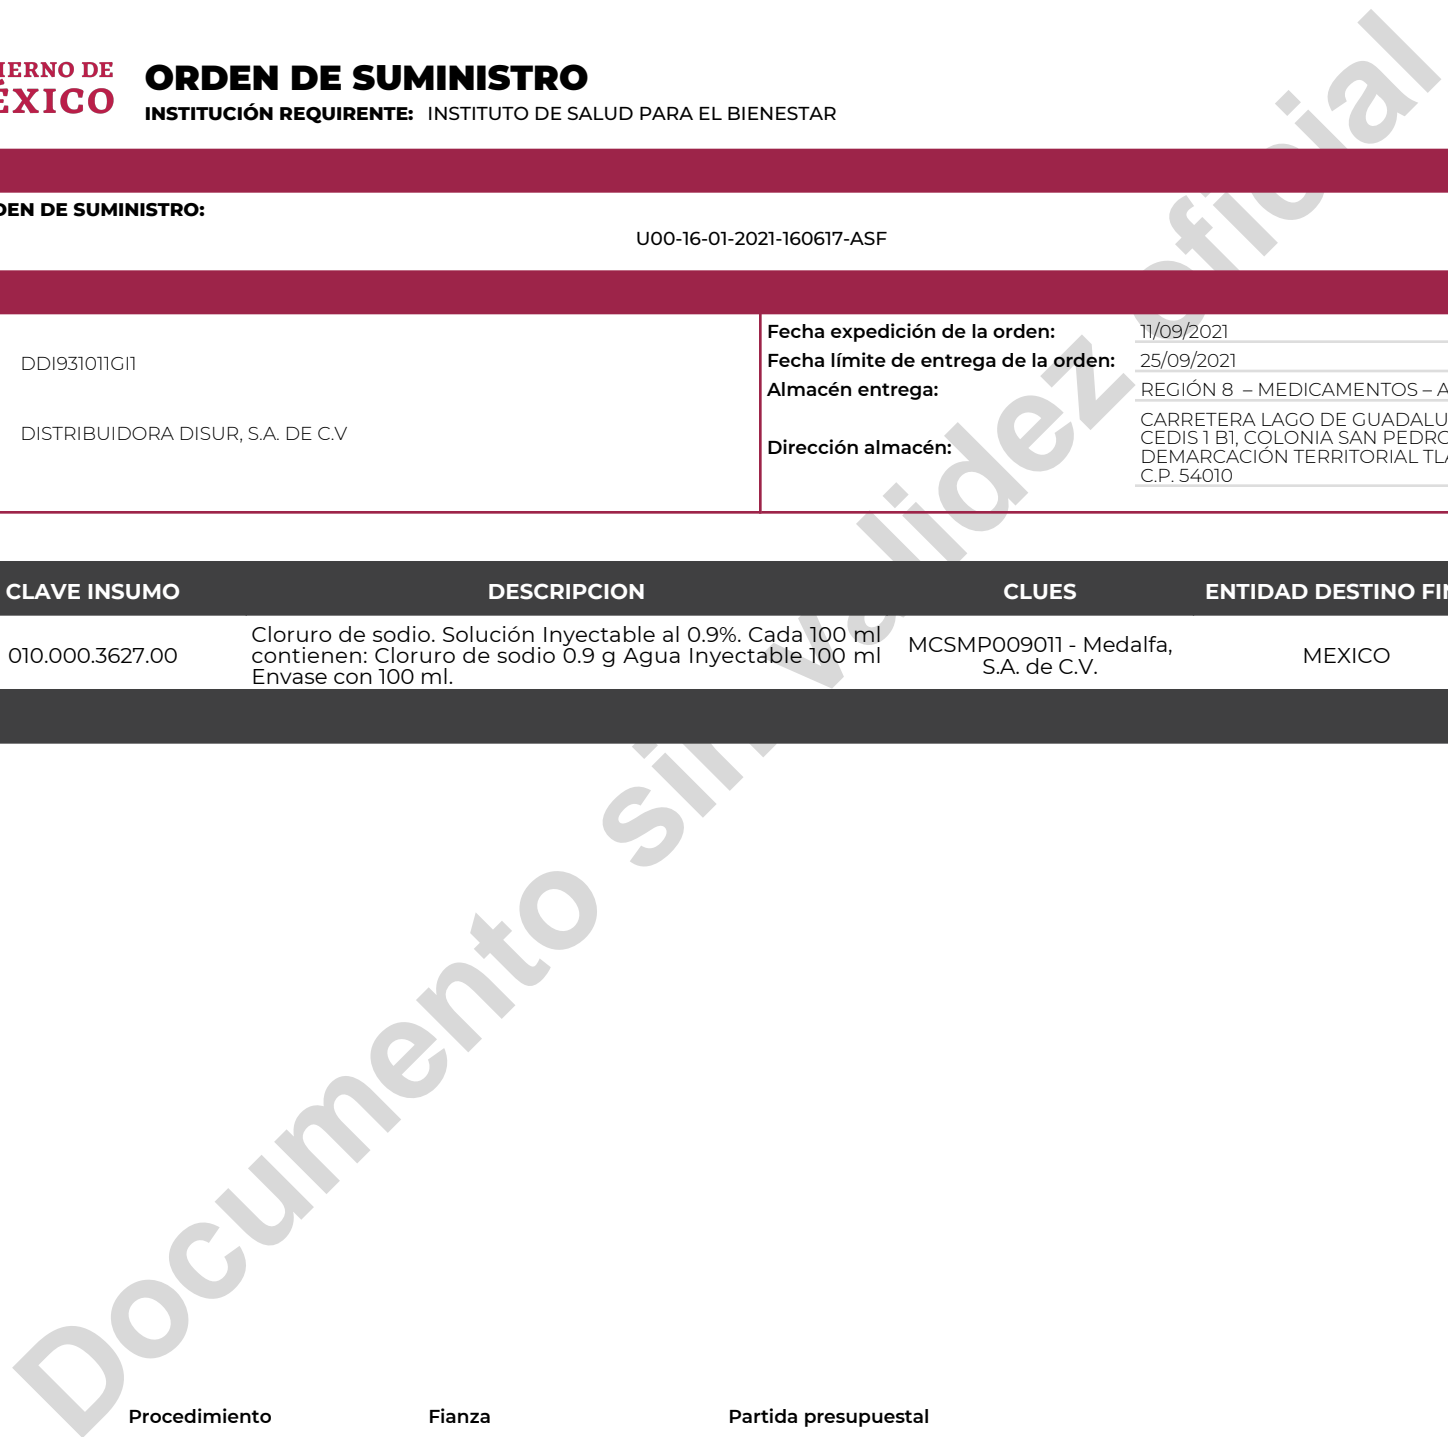 IERNO DE
ÉXICO
ORDEN DE SUMINISTRO
INSTITUCIÓN REQUIRENTE: INSTITUTO DE SALUD PARA EL BIENESTAR
DEN DE SUMINISTRO:
U00-16-01-2021-160617-ASF
DDI931011GI1
DISTRIBUIDORA DISUR, S.A. DE C.V
Fecha expedición de la orden: 11/09/2021
Fecha límite de entrega de la orden: 25/09/2021
Almacén entrega: REGIÓN 8 – MEDICAMENTOS – A
Dirección almacén:
CARRETERA LAGO DE GUADALU
CEDIS 1 B1, COLONIA SAN PEDRO
DEMARCACIÓN TERRITORIAL TLA
C.P. 54010
CLAVE INSUMO DESCRIPCION CLUES ENTIDAD DESTINO FIN
010.000.3627.00
Cloruro de sodio. Solución Inyectable al 0.9%. Cada 100 ml
contienen: Cloruro de sodio 0.9 g Agua Inyectable 100 ml
Envase con 100 ml.
MCSMP009011 - Medalfa,
S.A. de C.V.
MEXICO
Documento sin validez oficial
Procedimiento Fianza Partida presupuestal